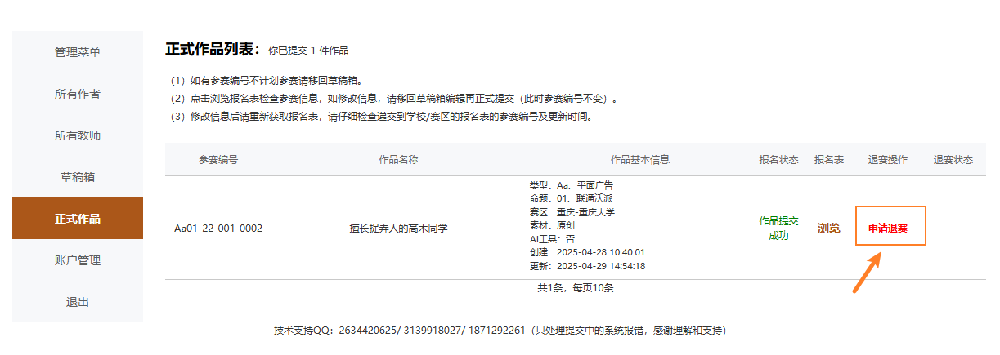 管理菜单
所有作者
所有教师
草稿箱
正式作品
账户管理
退出
正式作品列表：你已提交 1 件作品
（1）如有参赛编号不计划参赛请移回草稿箱。
（2）点击浏览报名表检查参赛信息，如修改信息，请移回草稿箱编辑再正式提交（此时参赛编号不变）。
（3）修改信息后请重新获取报名表，请仔细检查递交到学校/赛区的报名表的参赛编号及更新时间。
参赛编号 作品名称 作品基本信息 报名状态 报名表 退赛操作 退赛状态
Aa01-22-001-0002
擅长捉弄人的高木同学
类型：Aa、平面广告
命题：01、联通沃派
赛区：重庆-重庆大学
素材：原创
AI工具：否
创建：2025-04-28 10:40:01
更新：2025-04-29 14:54:18
作品提交
成功
浏览
申请退赛
-
共1条，每页10条
技术支持QQ：2634420625/ 3139918027/ 1871292261（只处理提交中的系统报错，感谢理解和支持）